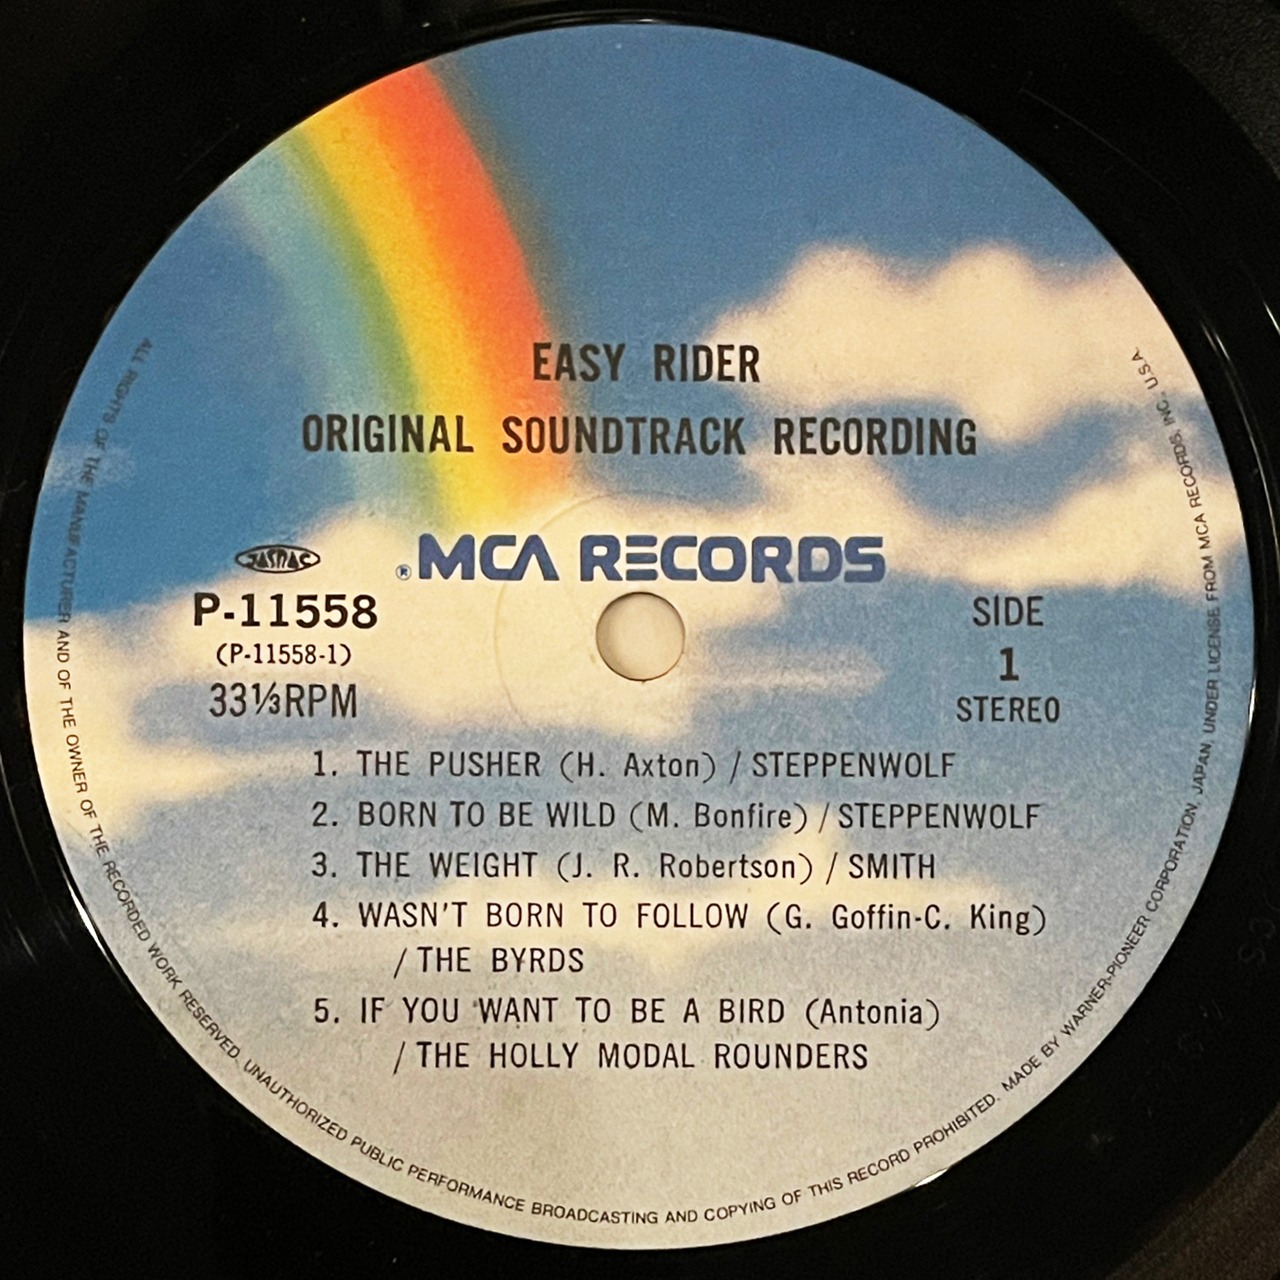 EASY RIDER
ORIGINAL SOUNDTRACK RECORDING
JASRAC
® MCA RECORDS
P-11558
(P-11558-1)
33⅓RPM
SIDE
1
STEREO
1. THE PUSHER (H. Axton) / STEPPENWOLF
2. BORN TO BE WILD (M. Bonfire) / STEPPENWOLF
3. THE WEIGHT (J. R. Robertson) / SMITH
4. WASN'T BORN TO FOLLOW (G. Goffin-C. King)
/ THE BYRDS
5. IF YOU WANT TO BE A BIRD (Antonia)
/ THE HOLLY MODAL ROUNDERS
ALL RIGHTS OF THE MANUFACTURER AND OF THE OWNER OF THE RECORDED WORK RESERVED. UNAUTHORIZED PUBLIC PERFORMANCE BROADCASTING AND COPYING OF THIS RECORD PROHIBITED. MADE BY WARNER-PIONEER CORPORATION, JAPAN, UNDER LICENSE FROM MCA RECORDS, INC., U.S.A.